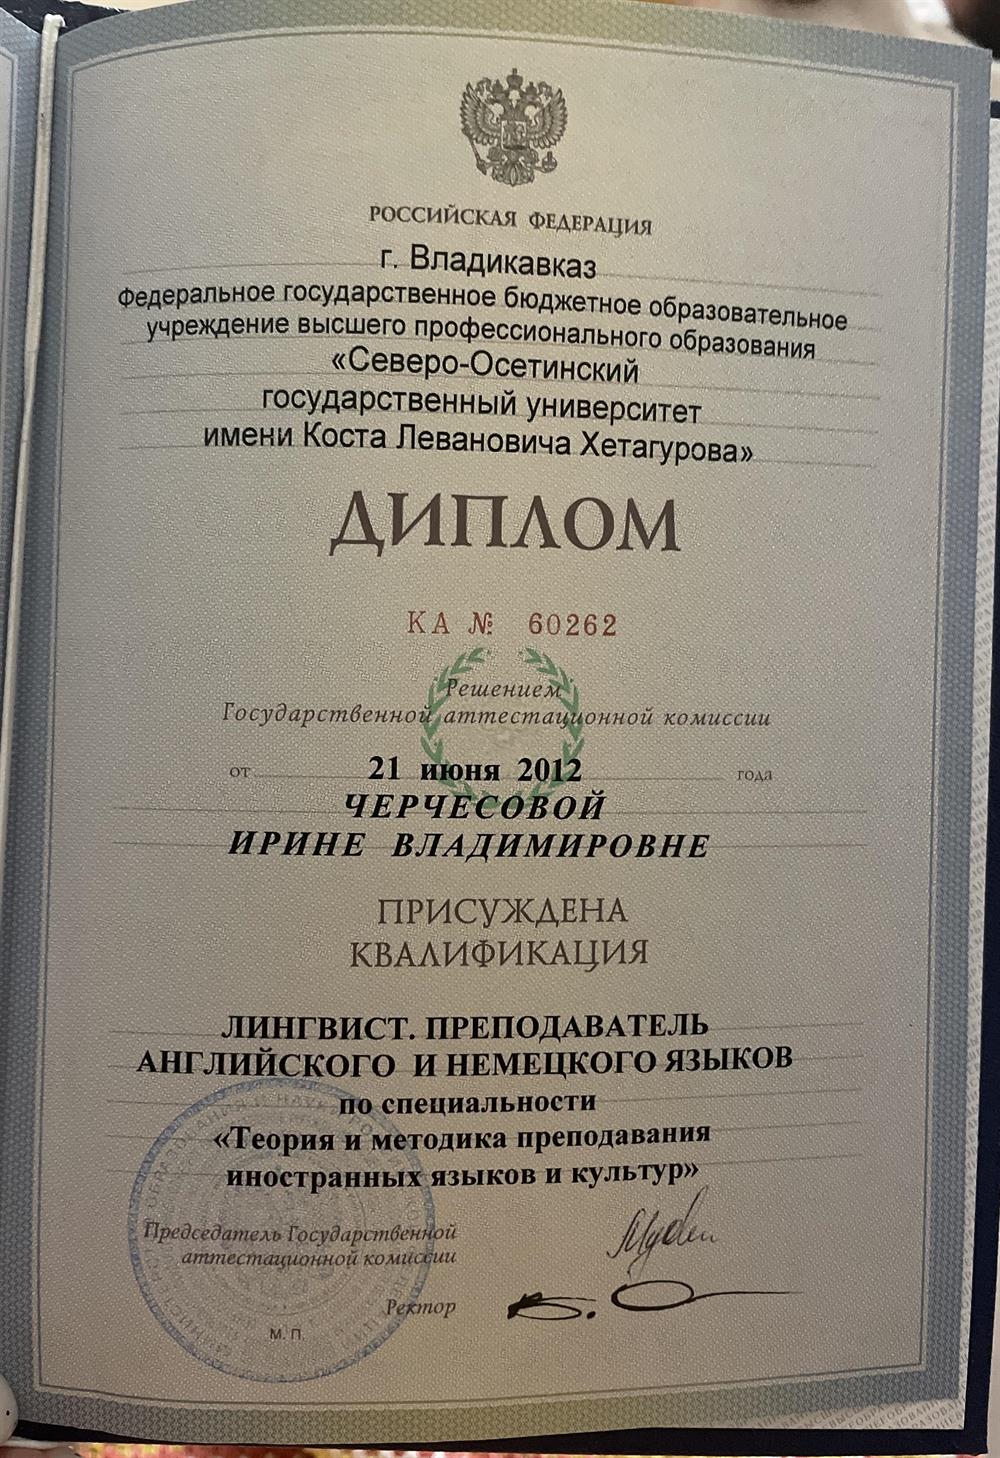 РОССИЙСКАЯ ФЕДЕРАЦИЯ
г. Владикавказ
Федеральное государственное бюджетное образовательное
учреждение высшего профессионального образования
«Северо-Осетинский
государственный университет
имени Коста Левановича Хетагурова»
ДИПЛОМ
КА № 60262
Решением
Государственной аттестационной комиссии
от 21 июня 2012 года
ЧЕРЧЕСОВОЙ
ИРИНЕ ВЛАДИМИРОВНЕ
ПРИСУЖДЕНА
КВАЛИФИКАЦИЯ
ЛИНГВИСТ. ПРЕПОДАВАТЕЛЬ
АНГЛИЙСКОГО И НЕМЕЦКОГО ЯЗЫКОВ
по специальности
«Теория и методика преподавания
иностранных языков и культур»
Председатель Государственной
аттестационной комиссии
Ректор
М. П.